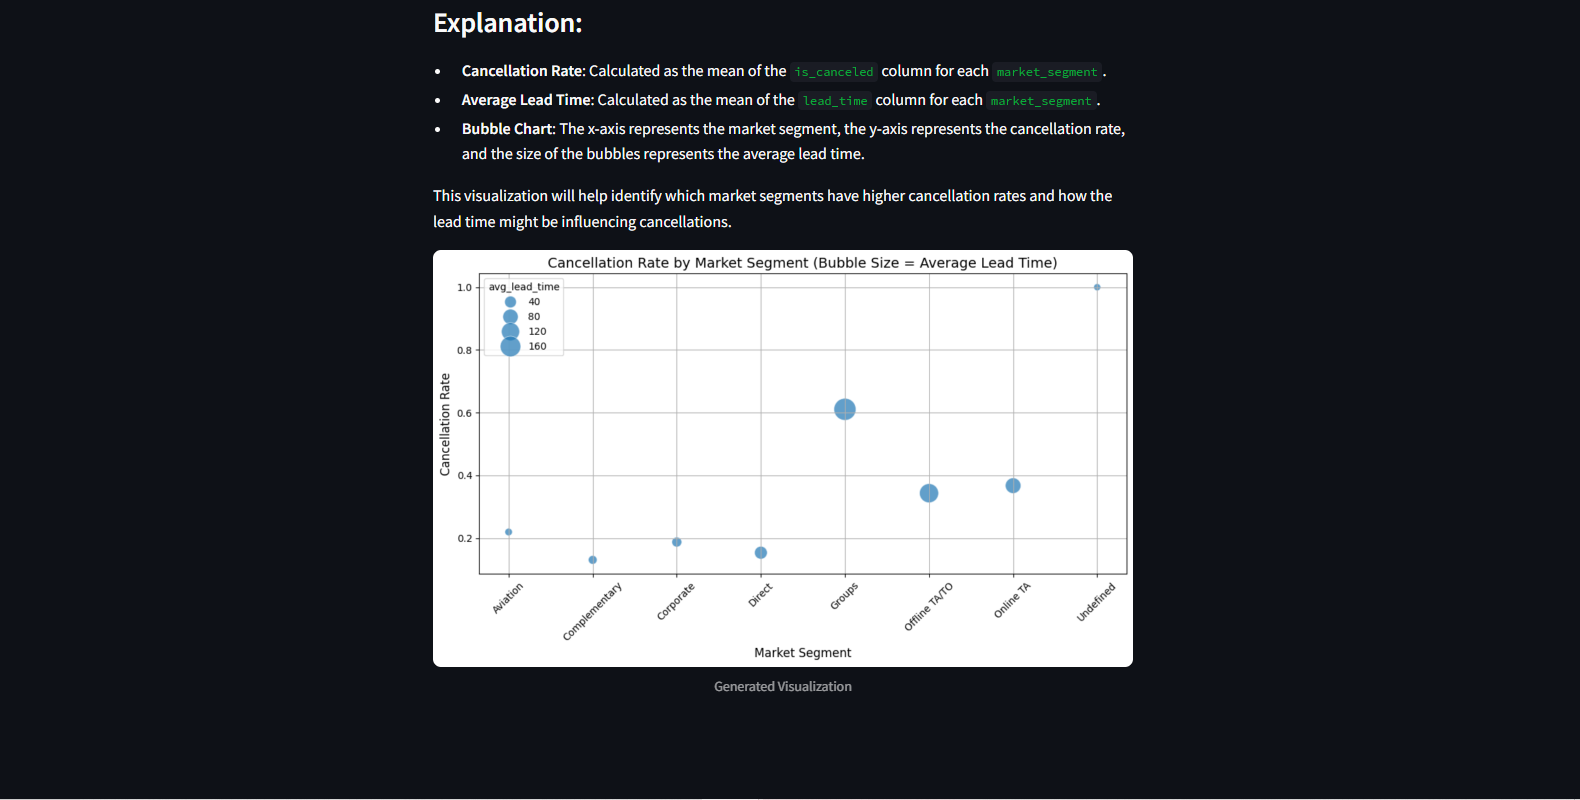 Explanation:
• Cancellation Rate: Calculated as the mean of the is_canceled column for each market_segment.
• Average Lead Time: Calculated as the mean of the lead_time column for each market_segment.
• Bubble Chart: The x-axis represents the market segment, the y-axis represents the cancellation rate,
and the size of the bubbles represents the average lead time.
This visualization will help identify which market segments have higher cancellation rates and how the
lead time might be influencing cancellations.
Cancellation Rate by Market Segment (Bubble Size = Average Lead Time)
avg_lead_time
40
80
120
160
Cancellation Rate
1.0
0.8
0.6
0.4
0.2
Aviation
Complementary
Corporate
Direct
Groups
Offline TA/TO
Online TA
Undefined
Market Segment
Generated Visualization